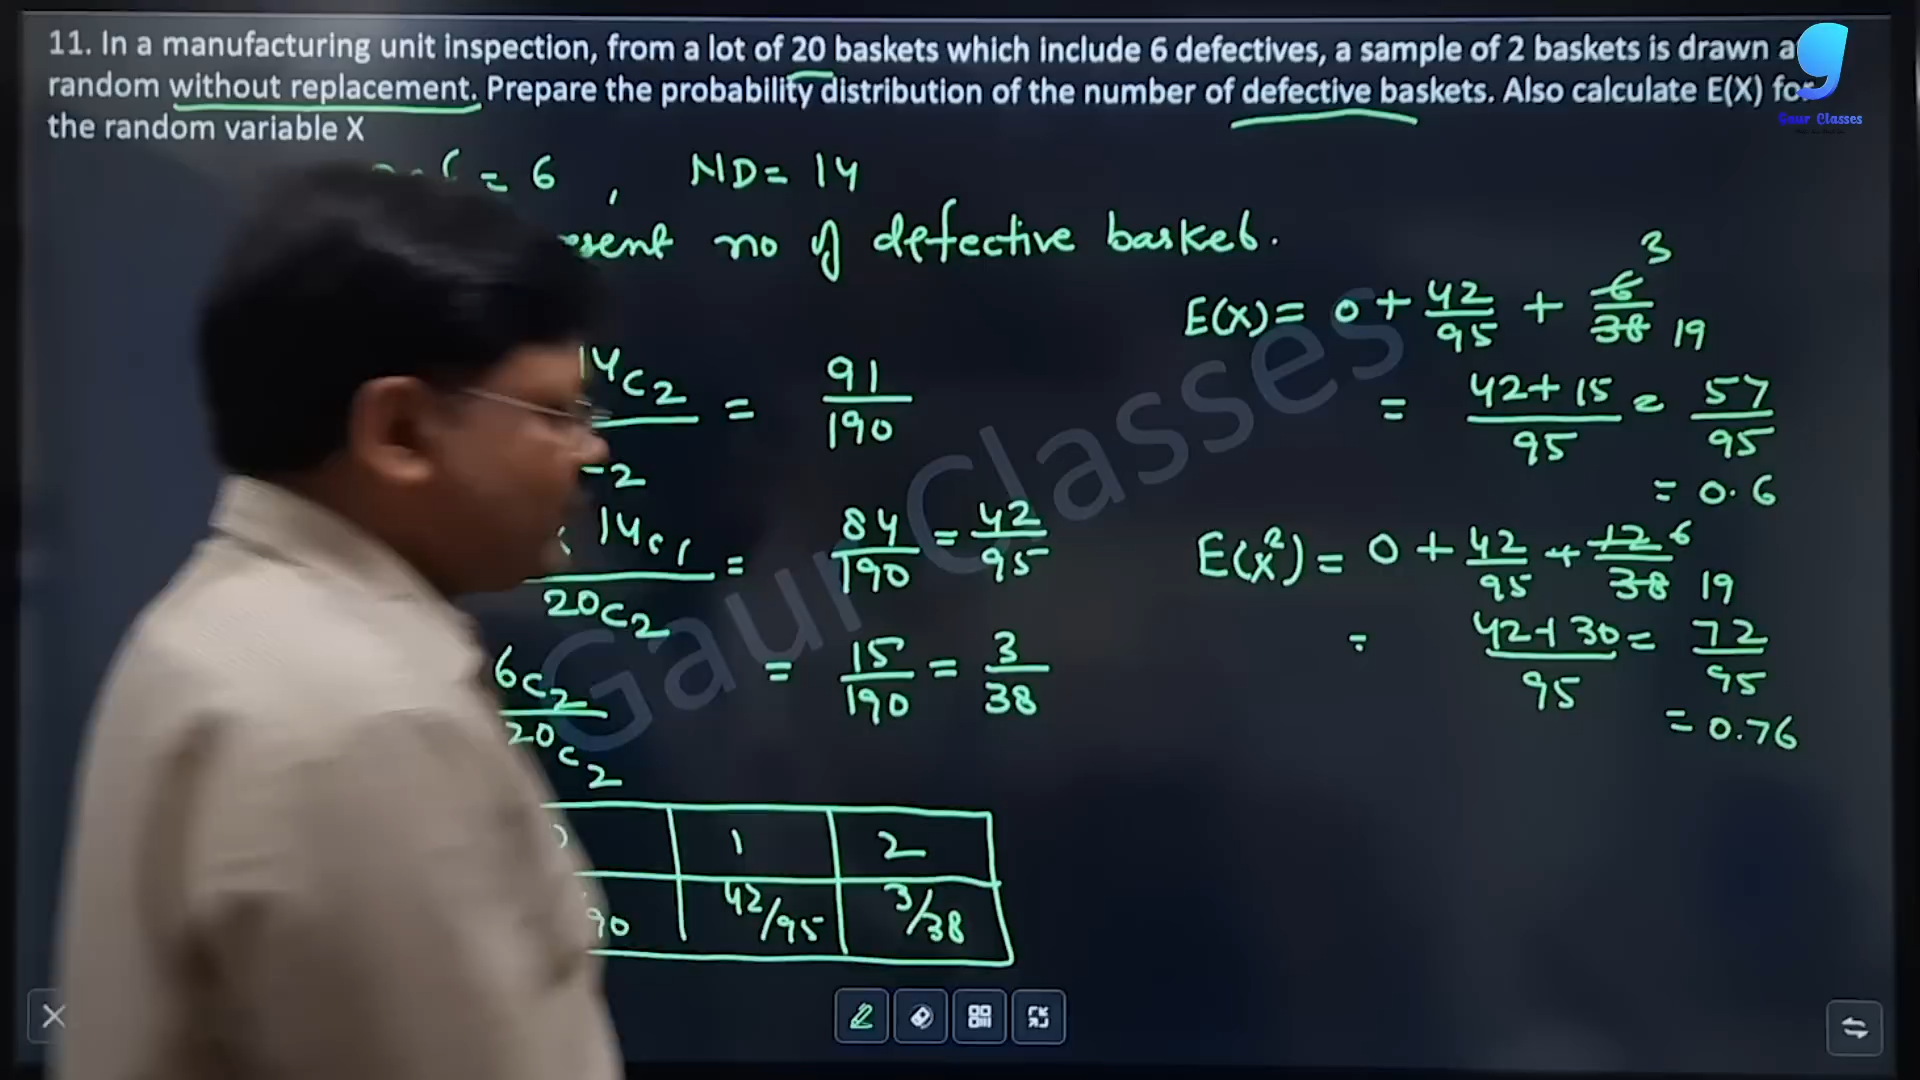 11. In a manufacturing unit inspection, from a lot of 20 baskets which include 6 defectives, a sample of 2 baskets is drawn a
random without replacement. Prepare the probability distribution of the number of defective baskets. Also calculate E(X) for
the random variable X
= 6 , ND = 14
no of defective basket.
14C2 = 91/190
-2
14C1 / 20C2 = 84/190 = 42/95
6C2 / 20C2 = 15/190 = 3/38
1 2
90 42/95 3/38
E(X) = 0 + 42/95 + 6/38 3 19
= 42+15/95 = 57/95
= 0.6
E(X²) = 0 + 42/95 + 12/38 6 19
= 42+30/95 = 72/95
= 0.76
Gaur Classes
g
Gaur Classes